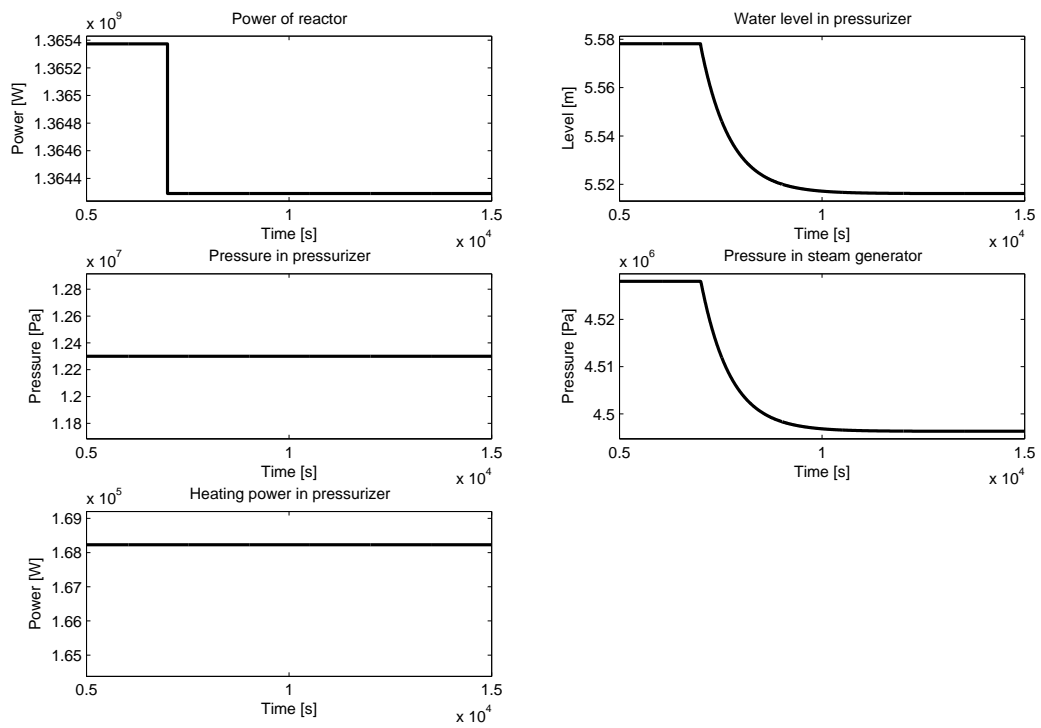 Power of reactor
x 10^9
1.3654
1.3652
1.365
1.3648
1.3646
1.3644
Power [W]
0.5 1 1.5
Time [s]
x 10^4
Water level in pressurizer
5.58
5.56
5.54
5.52
Level [m]
0.5 1 1.5
Time [s]
x 10^4
Pressure in pressurizer
x 10^7
1.28
1.26
1.24
1.22
1.2
1.18
Pressure [Pa]
0.5 1 1.5
Time [s]
x 10^4
Pressure in steam generator
x 10^6
4.52
4.51
4.5
Pressure [Pa]
0.5 1 1.5
Time [s]
x 10^4
Heating power in pressurizer
x 10^5
1.69
1.68
1.67
1.66
1.65
Power [W]
0.5 1 1.5
Time [s]
x 10^4